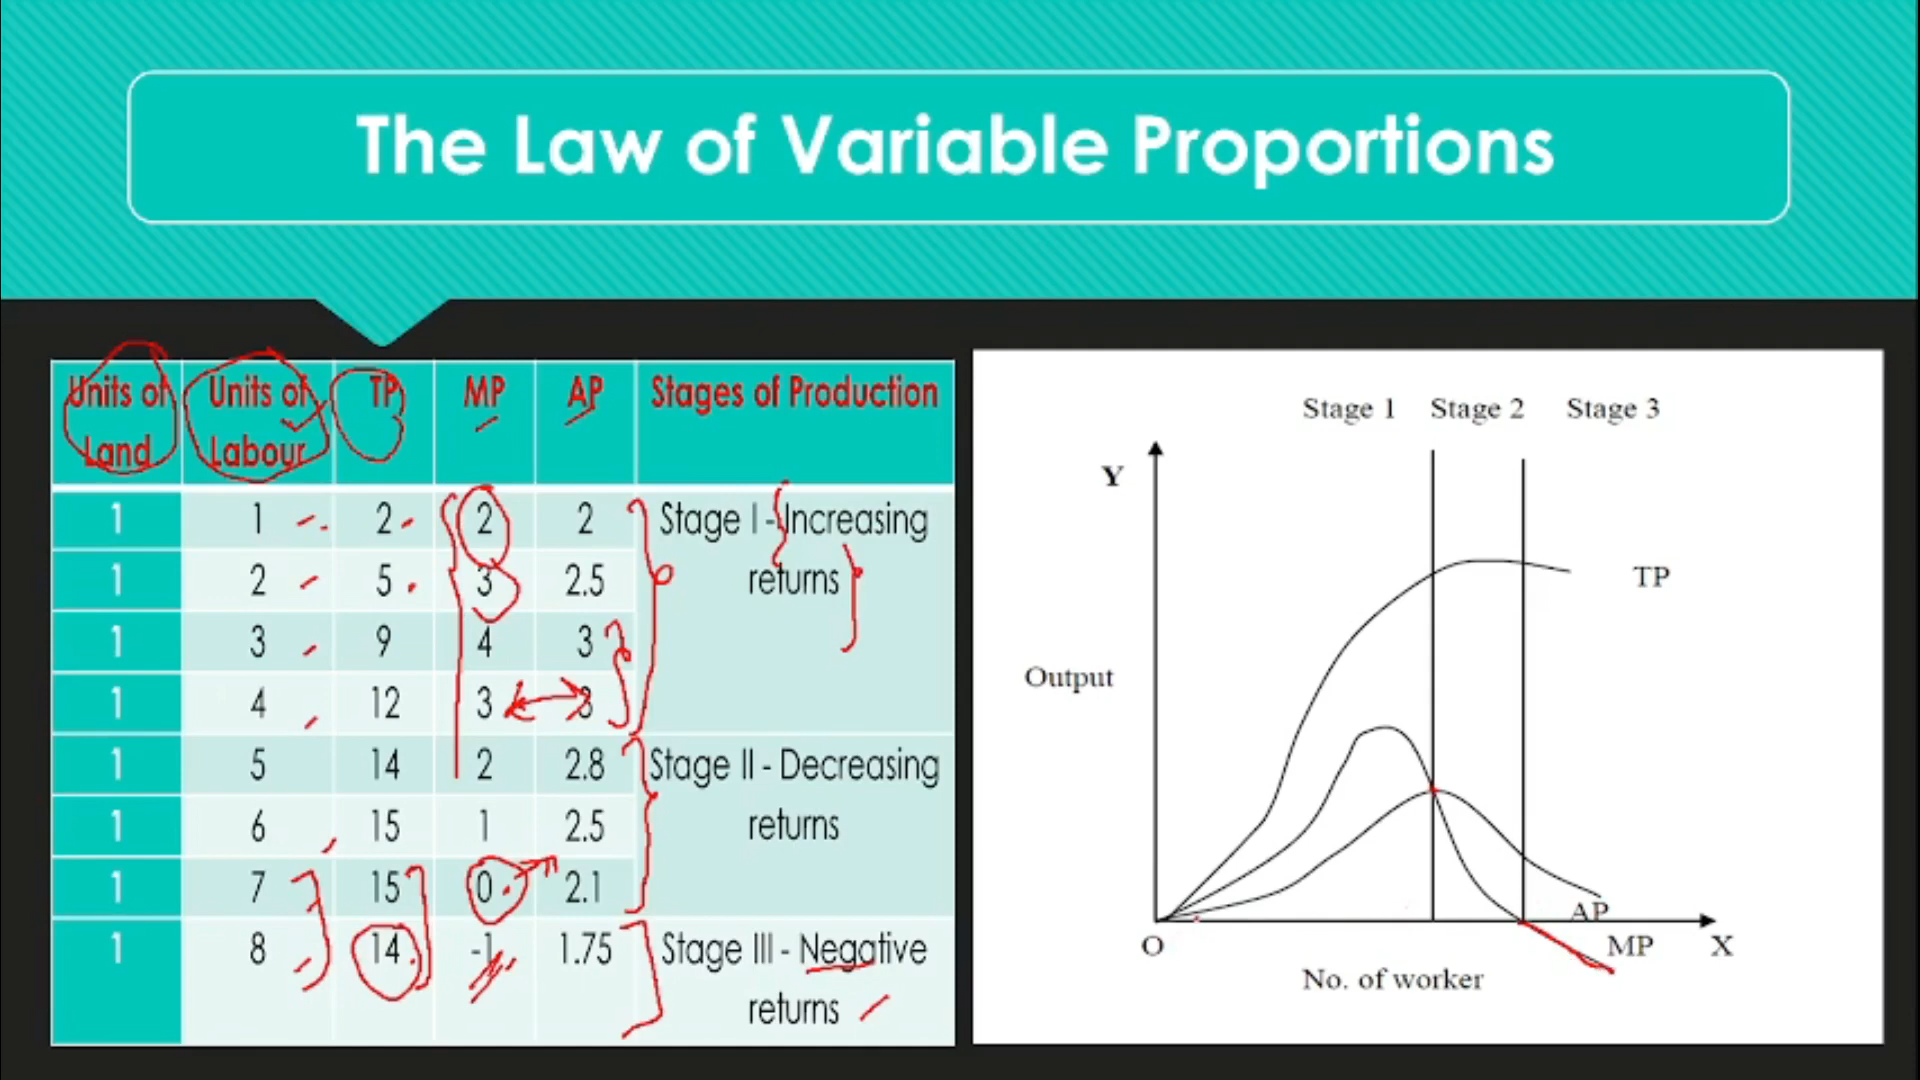 The Law of Variable Proportions
Units of Land Units of Labour TP MP AP Stages of Production
1 1 2 2 2 Stage I - Increasing returns
1 2 5 3 2.5
1 3 9 4 3
1 4 12 3 3
1 5 14 2 2.8 Stage II - Decreasing returns
1 6 15 1 2.5
1 7 15 0 2.1
1 8 14 -1 1.75 Stage III - Negative returns
Stage 1 Stage 2 Stage 3
Y
TP
Output
AP
O MP X
No. of worker